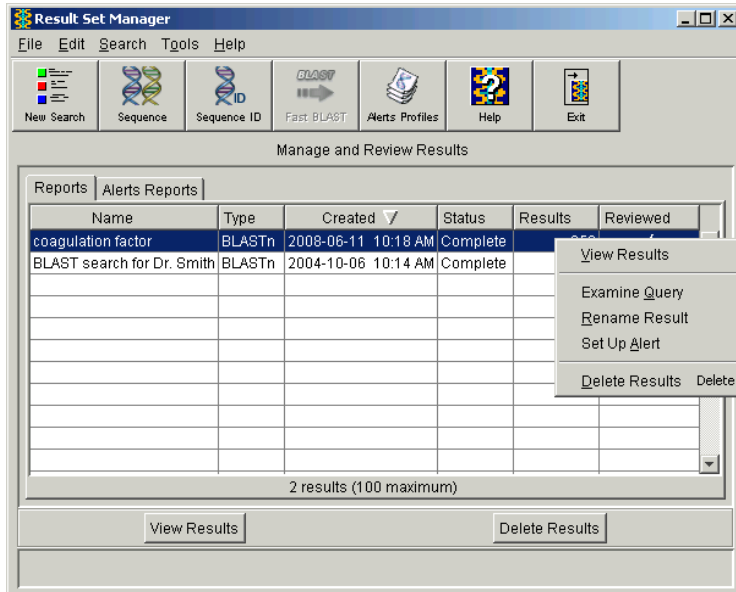 Result Set Manager
File Edit Search Tools Help
BLAST
ID
New Search Sequence Sequence ID Fast BLAST Alerts Profiles Help Exit
Manage and Review Results
Reports Alerts Reports
Name Type Created Status Results Reviewed
coagulation factor BLASTn 2008-06-11 10:18 AM Complete
BLAST search for Dr. Smith BLASTn 2004-10-06 10:14 AM Complete
View Results
Examine Query
Rename Result
Set Up Alert
Delete Results Delete
2 results (100 maximum)
View Results Delete Results